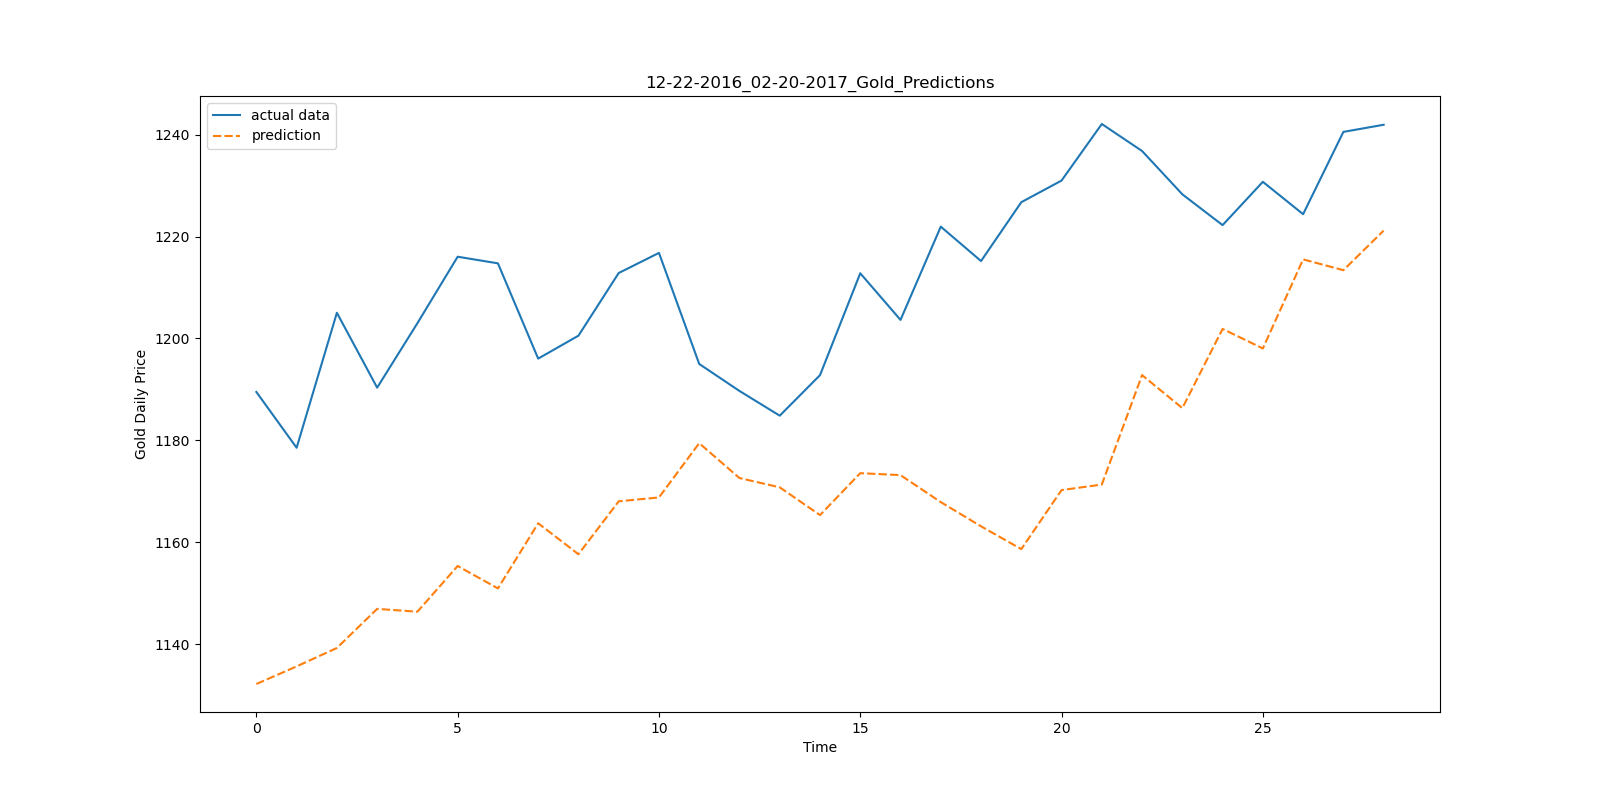 12-22-2016_02-20-2017_Gold_Predictions
actual data
prediction
Gold Daily Price
1240
1220
1200
1180
1160
1140
0 5 10 15 20 25
Time